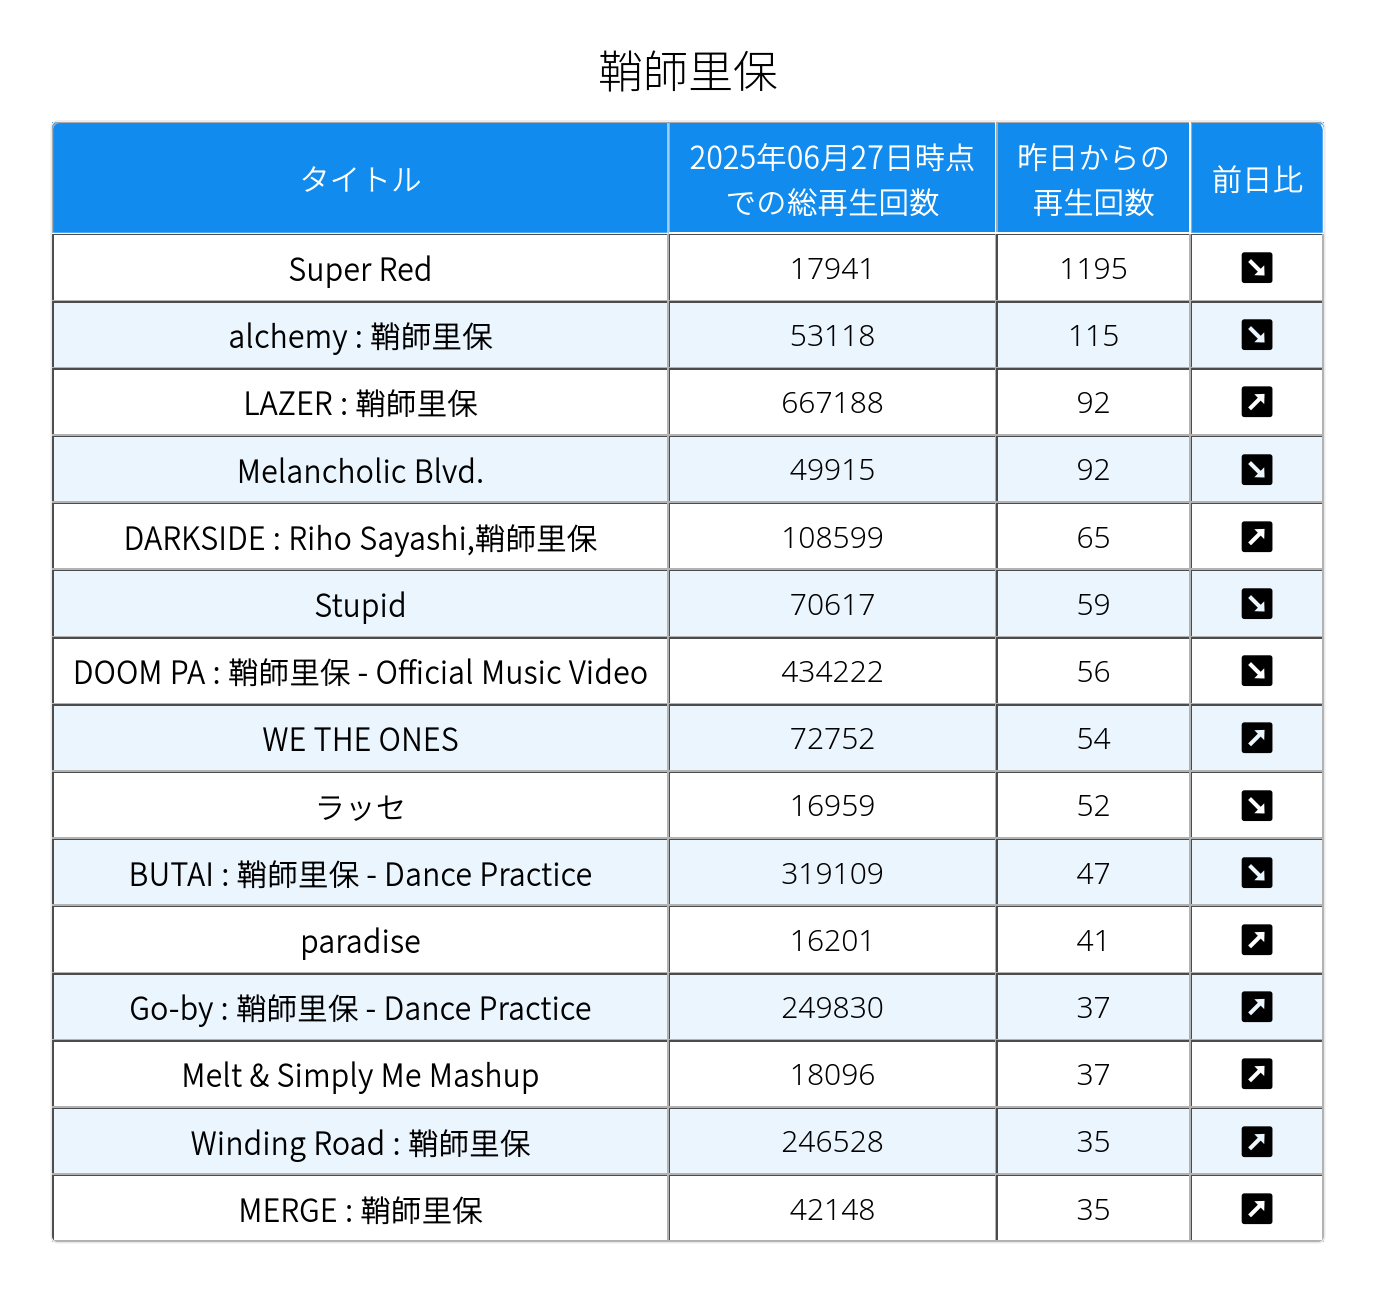 鞘師里保
タイトル 2025年06月27日時点 昨日からの 前日比
での総再生回数 再生回数
Super Red 17941 1195 ↘
alchemy : 鞘師里保 53118 115 ↘
LAZER : 鞘師里保 667188 92 ↗
Melancholic Blvd. 49915 92 ↘
DARKSIDE : Riho Sayashi,鞘師里保 108599 65 ↗
Stupid 70617 59 ↘
DOOM PA : 鞘師里保 - Official Music Video 434222 56 ↘
WE THE ONES 72752 54 ↗
ラッセ 16959 52 ↘
BUTAI : 鞘師里保 - Dance Practice 319109 47 ↘
paradise 16201 41 ↗
Go-by : 鞘師里保 - Dance Practice 249830 37 ↗
Melt & Simply Me Mashup 18096 37 ↗
Winding Road : 鞘師里保 246528 35 ↗
MERGE : 鞘師里保 42148 35 ↗